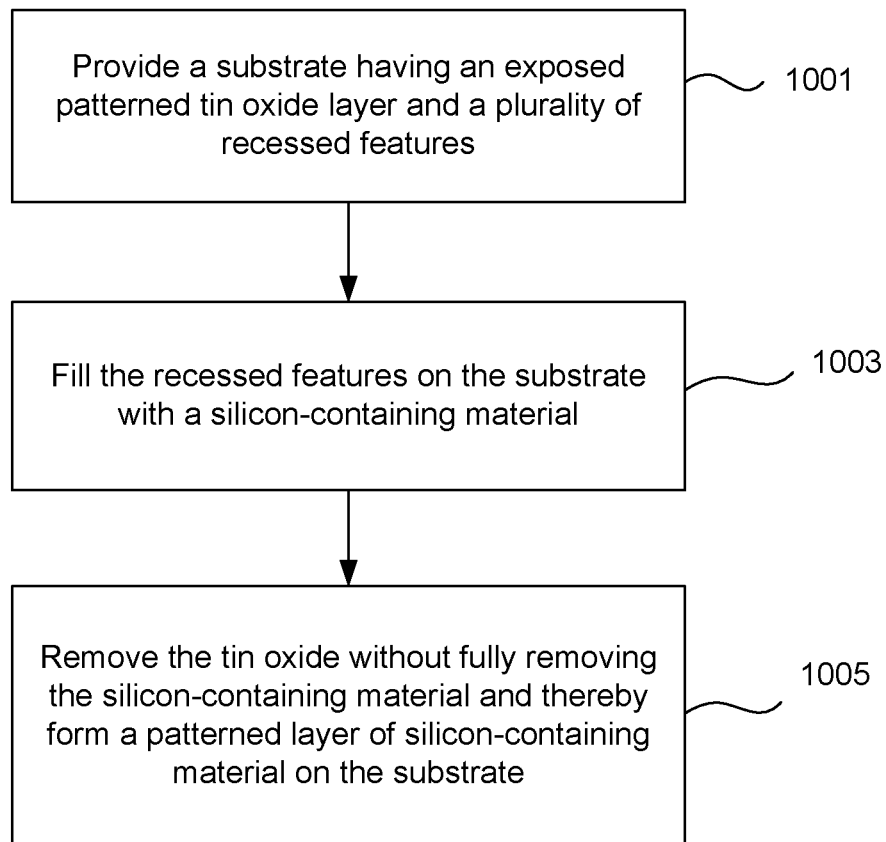 Provide a substrate having an exposed
patterned tin oxide layer and a plurality of
recessed features
1001
Fill the recessed features on the substrate
with a silicon-containing material
1003
Remove the tin oxide without fully removing
the silicon-containing material and thereby
form a patterned layer of silicon-containing
material on the substrate
1005